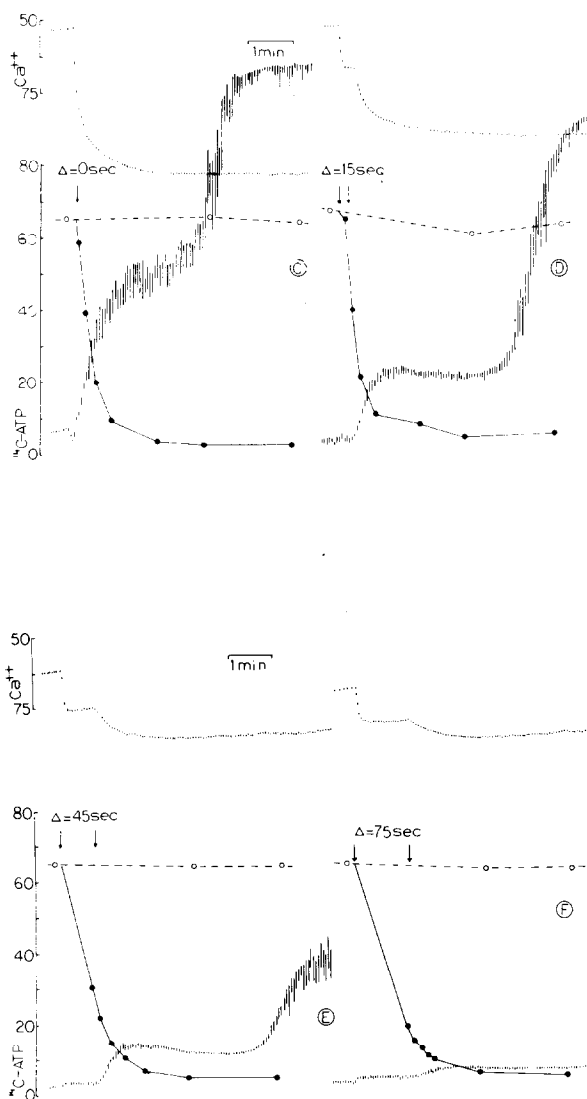 50
Ca++
75
1min
Δ=0sec
Δ=15sec
80
60
40
20
0
¹⁴C-ATP
C
D
50
Ca++
75
1min
Δ=45sec
Δ=75sec
80
60
40
20
0
¹⁴C-ATP
E
F